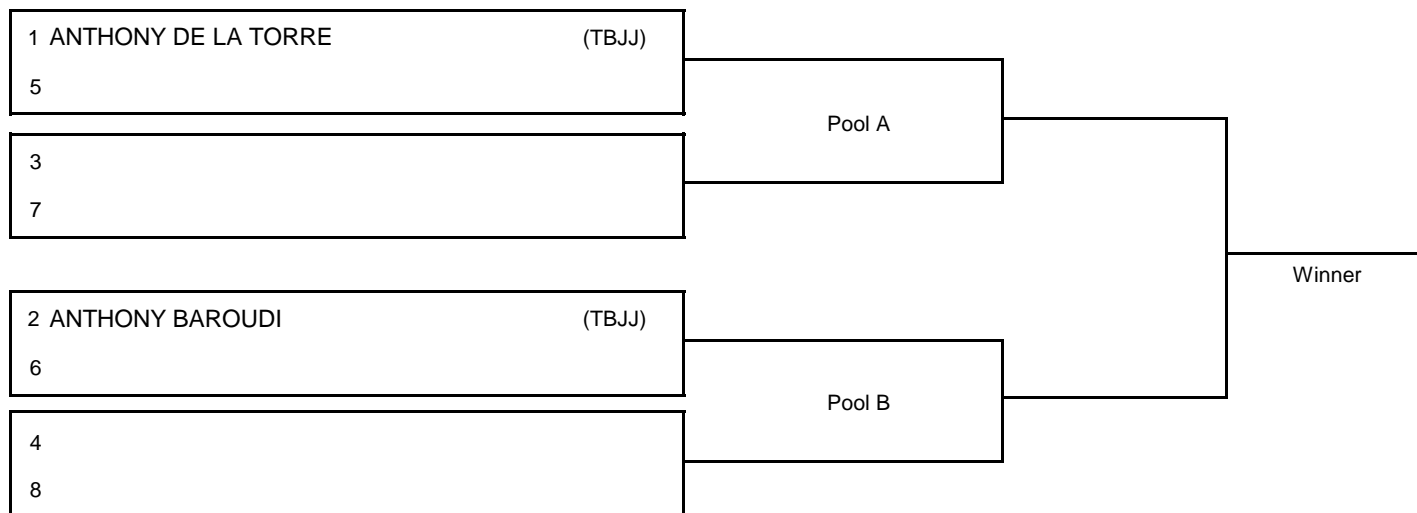 1 ANTHONY DE LA TORRE (TBJJ)
5
Pool A
3
7
Winner
2 ANTHONY BAROUDI (TBJJ)
6
Pool B
4
8